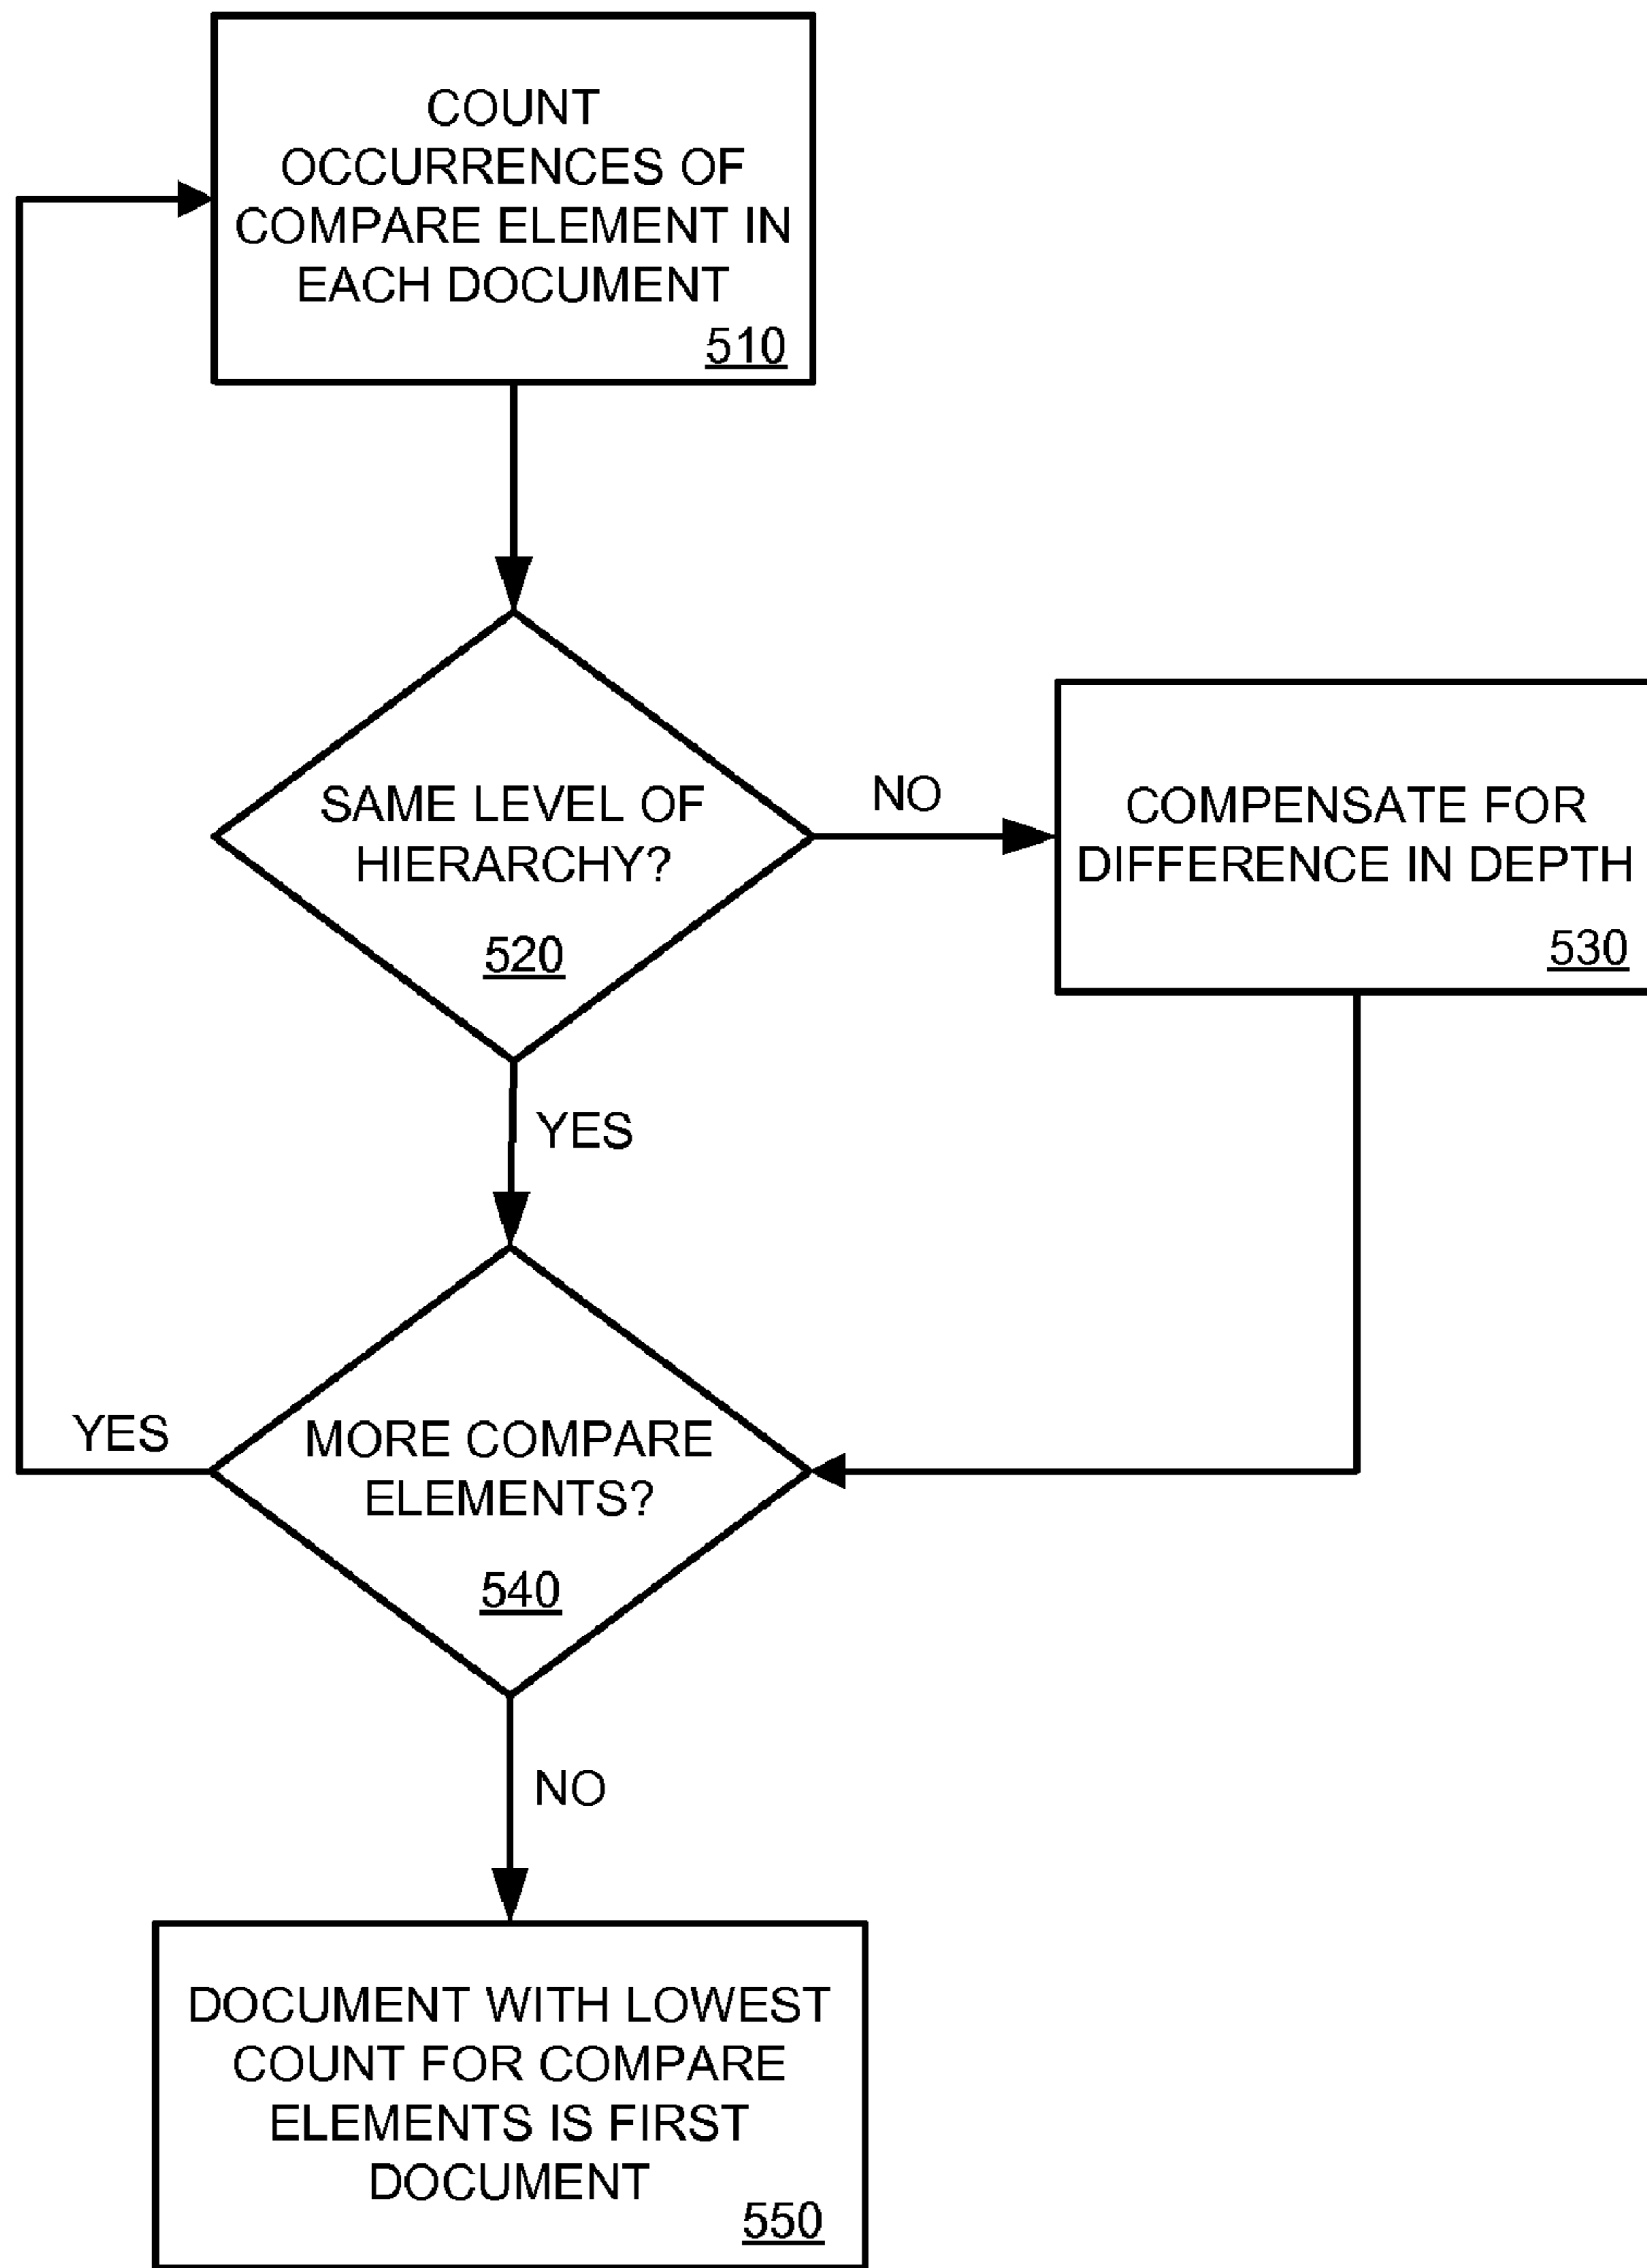 COUNT
OCCURRENCES OF
COMPARE ELEMENT IN
EACH DOCUMENT
510
SAME LEVEL OF
HIERARCHY?
520
NO
COMPENSATE FOR
DIFFERENCE IN DEPTH
530
YES
MORE COMPARE
ELEMENTS?
540
YES
NO
DOCUMENT WITH LOWEST
COUNT FOR COMPARE
ELEMENTS IS FIRST
DOCUMENT
550